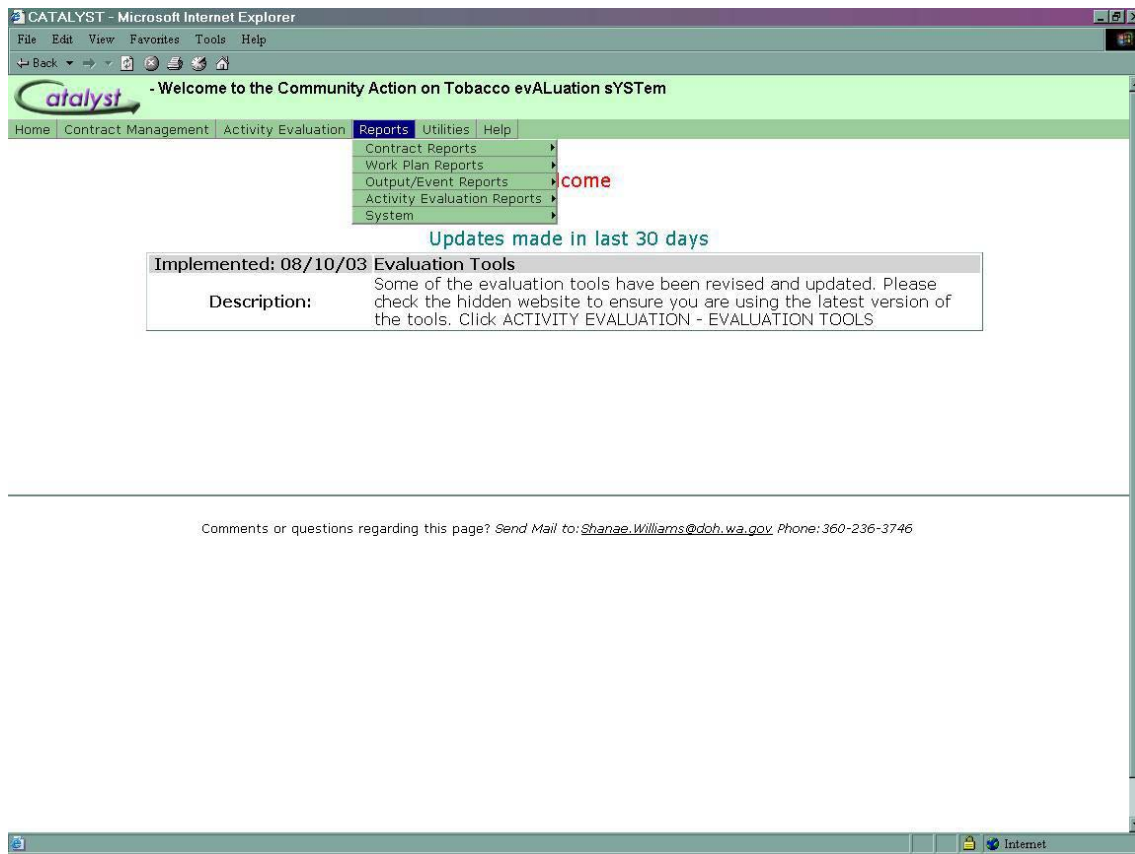 CATALYST - Microsoft Internet Explorer
File Edit View Favorites Tools Help
Back
Catalyst - Welcome to the Community Action on Tobacco evALuation sYSTem
Home Contract Management Activity Evaluation Reports Utilities Help
Contract Reports
Work Plan Reports
Output/Event Reports
lcome
Activity Evaluation Reports
System
Updates made in last 30 days
Implemented: 08/10/03 Evaluation Tools
Description:
Some of the evaluation tools have been revised and updated. Please
check the hidden website to ensure you are using the latest version of
the tools. Click ACTIVITY EVALUATION - EVALUATION TOOLS
Comments or questions regarding this page? Send Mail to:Shanae.Williams@doh.wa.gov Phone:360-236-3746
Internet